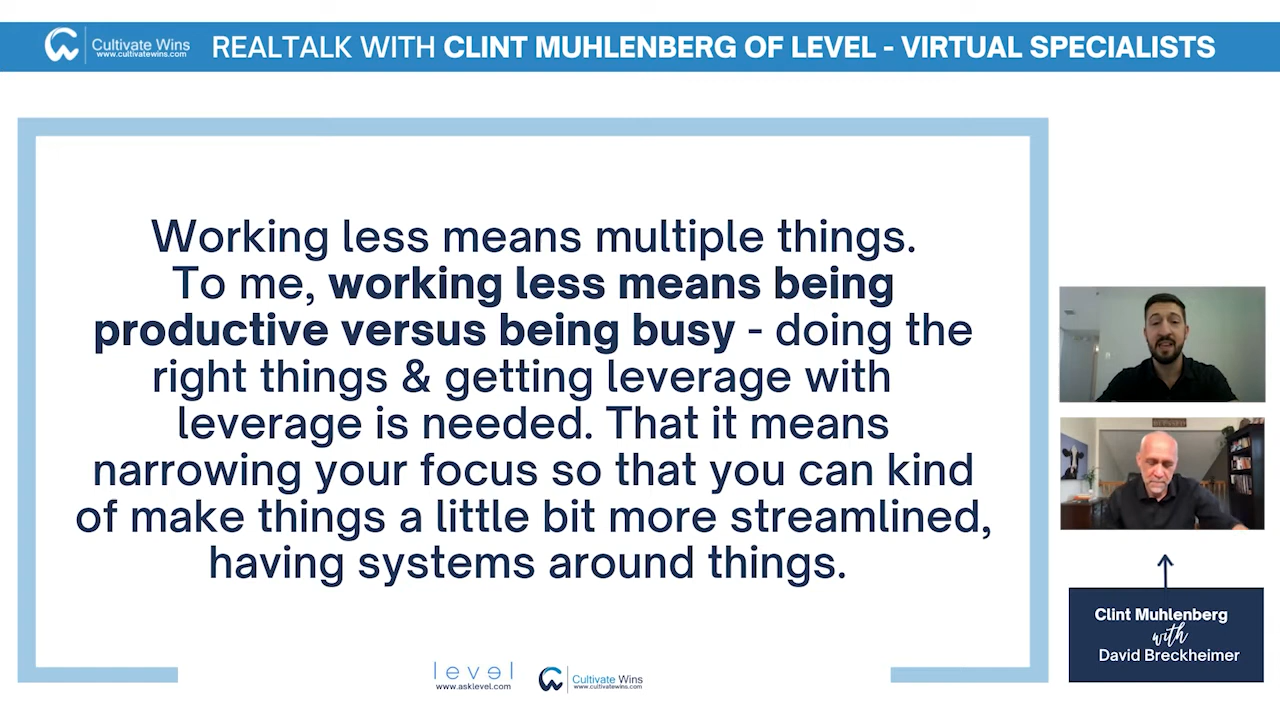 Cultivate Wins
www.cultivatewins.com
REALTALK WITH CLINT MUHLENBERG OF LEVEL - VIRTUAL SPECIALISTS
Working less means multiple things.
To me, working less means being
productive versus being busy - doing the
right things & getting leverage with
leverage is needed. That it means
narrowing your focus so that you can kind
of make things a little bit more streamlined,
having systems around things.
level
www.asklevel.com
Cultivate Wins
www.cultivatewins.com
Clint Muhlenberg
with
David Breckheimer